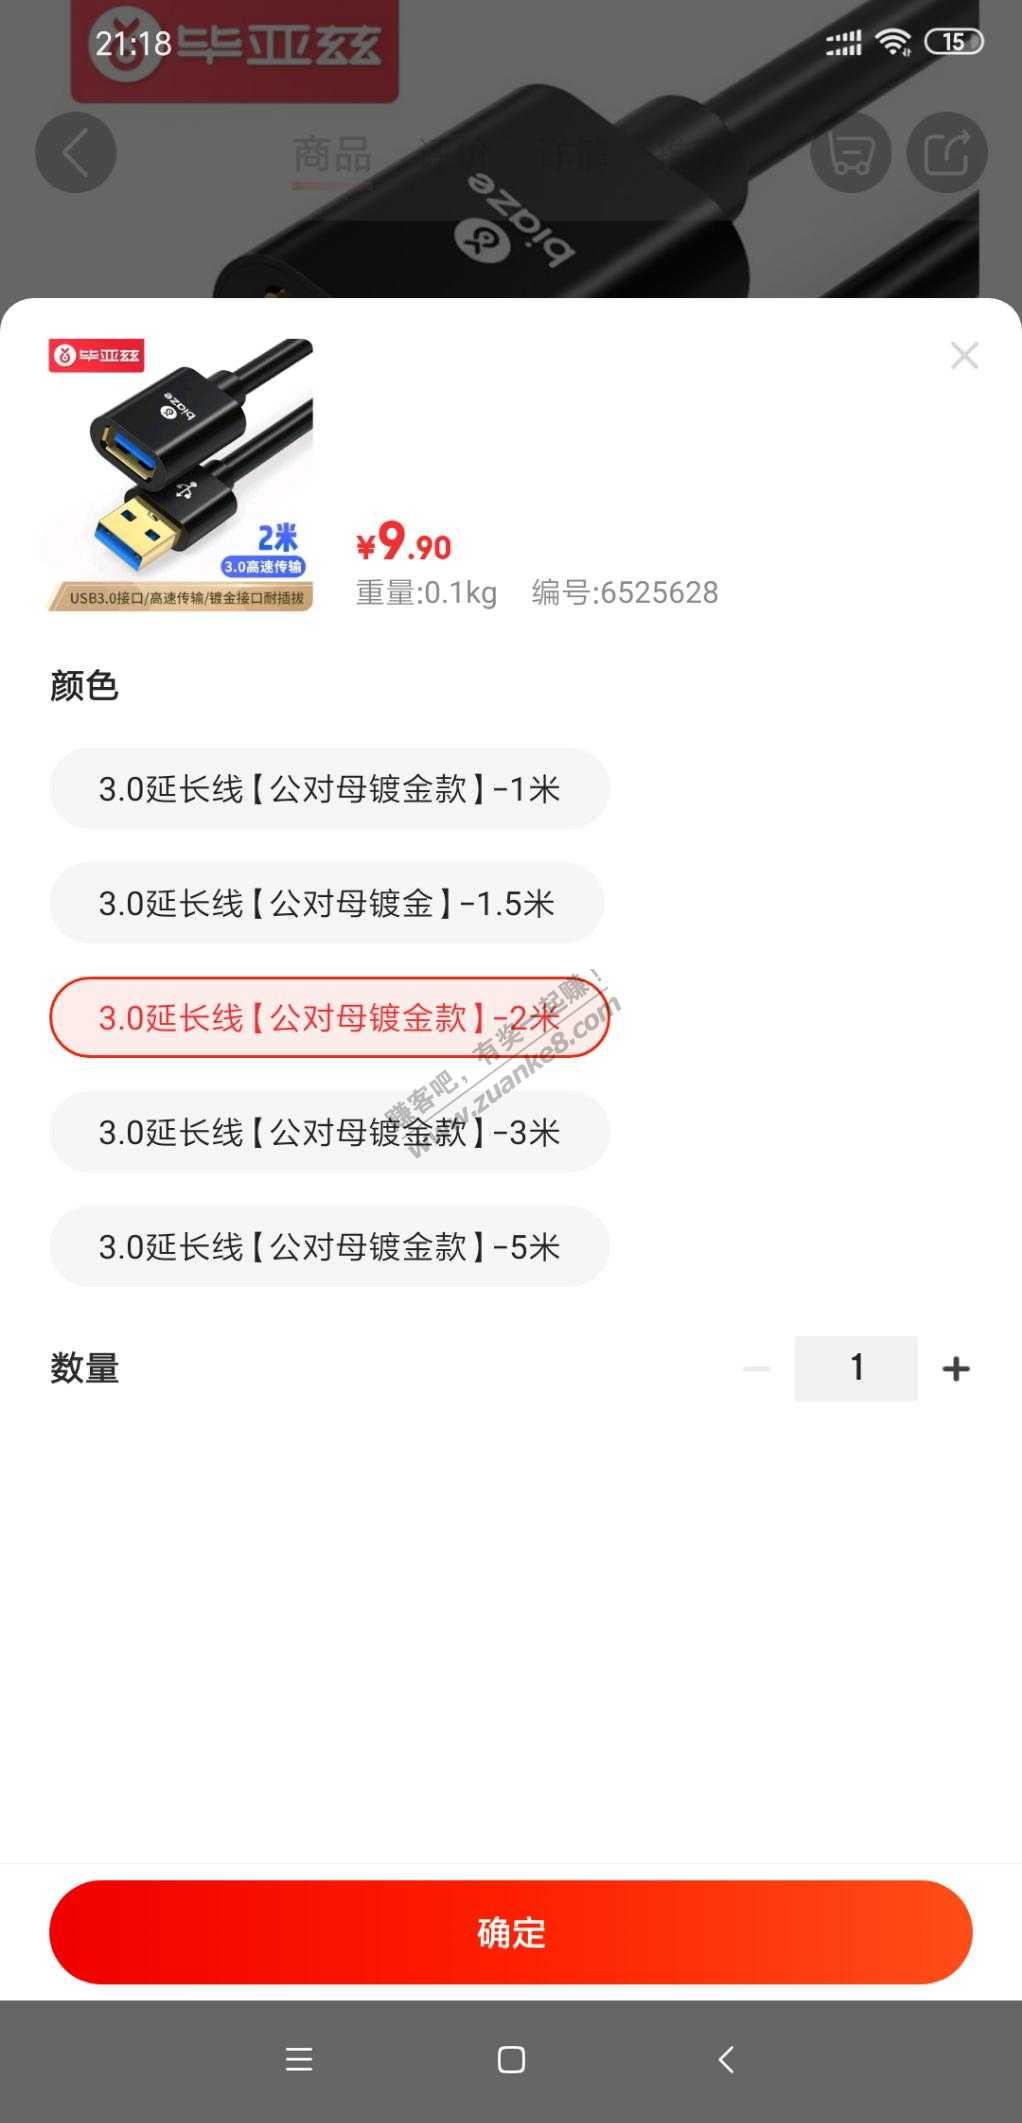 21:18
毕亚兹
15
商品
评价
详情
biaze
毕亚兹
biaze
2米
3.0高速传输
USB3.0接口/高速传输/镀金接口耐插拔
¥9.90
重量:0.1kg 编号:6525628
颜色
3.0延长线【公对母镀金款】-1米
3.0延长线【公对母镀金】-1.5米
3.0延长线【公对母镀金款】-2米
3.0延长线【公对母镀金款】-3米
3.0延长线【公对母镀金款】-5米
赚客吧，有奖一起赚！
www.zuanke8.com
数量
1
确定